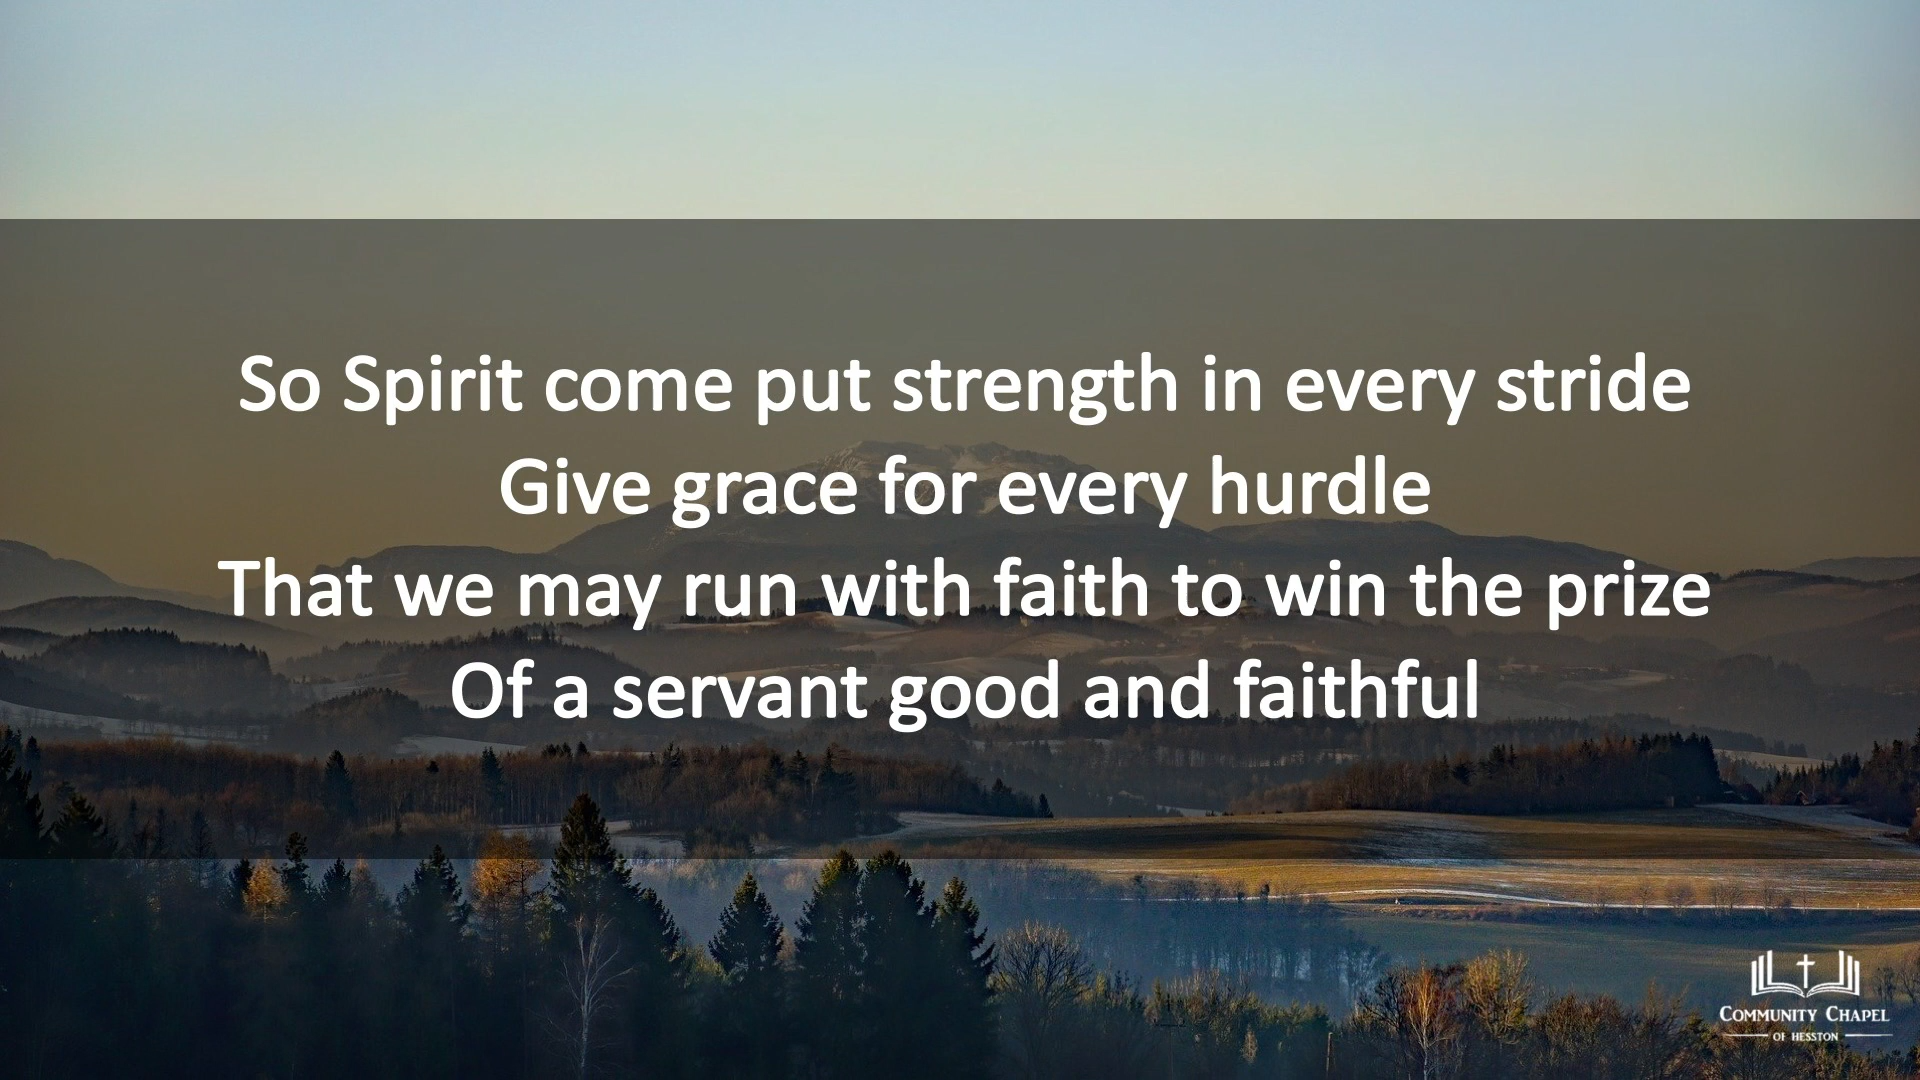 So Spirit come put strength in every stride
Give grace for every hurdle
That we may run with faith to win the prize
Of a servant good and faithful
COMMUNITY CHAPEL
OF HESSTON